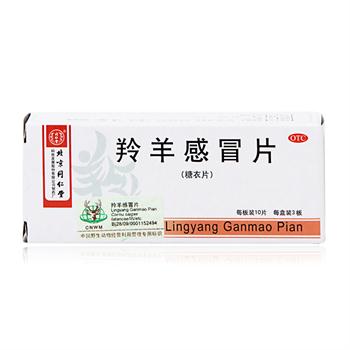 OTC
羚羊感冒片
(糖衣片)
北京同仁堂
每板装10片 每盒装3板
Lingyang Ganmao Pian
羚羊感冒片
Lingyang Ganmao Pian
CNWM
中国野生动物经营利用管理专用标识